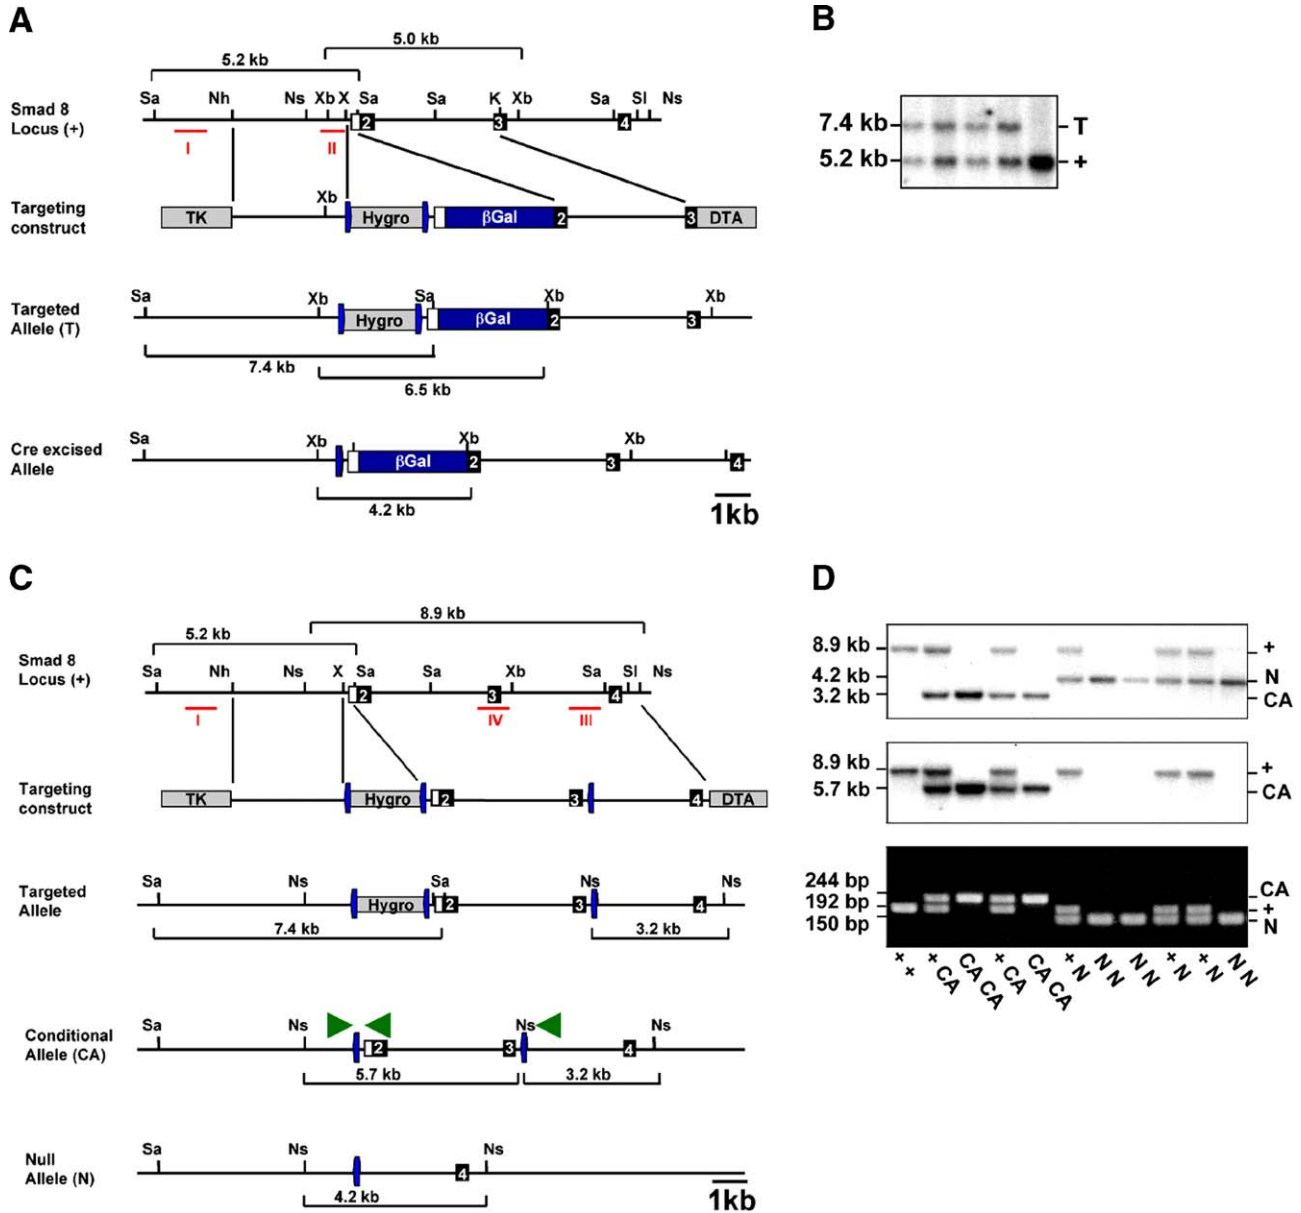 A
5.0 kb
5.2 kb
Sa Nh Ns Xb X Sa Sa K Xb Sa Sl Ns
Smad 8
Locus (+)
2 3 4
I II
Targeting
construct
Xb
TK Hygro βGal 2 3 DTA
Targeted
Allele (T)
Sa Xb Sa Xb Xb
Hygro βGal 2 3
7.4 kb
6.5 kb
Cre excised
Allele
Sa Xb Xb Xb
βGal 2 3 4
4.2 kb
1kb
B
7.4 kb T
5.2 kb +
C
8.9 kb
5.2 kb
Smad 8
Locus (+)
Sa Nh Ns X Sa Sa Xb Sa Sl Ns
2 3 4
I IV III
Targeting
construct
TK Hygro 2 3 4 DTA
Targeted
Allele
Sa Ns Sa Ns Ns
Hygro 2 3 4
7.4 kb 3.2 kb
Conditional
Allele (CA)
Sa Ns Ns Ns
2 3 4
5.7 kb 3.2 kb
Null
Allele (N)
Sa Ns Ns
4
4.2 kb
1kb
D
8.9 kb +
4.2 kb N
3.2 kb CA
8.9 kb +
5.7 kb CA
244 bp CA
192 bp +
150 bp N
+ + + CA CA CA + CA CA CA + N N N N N + N + N N N